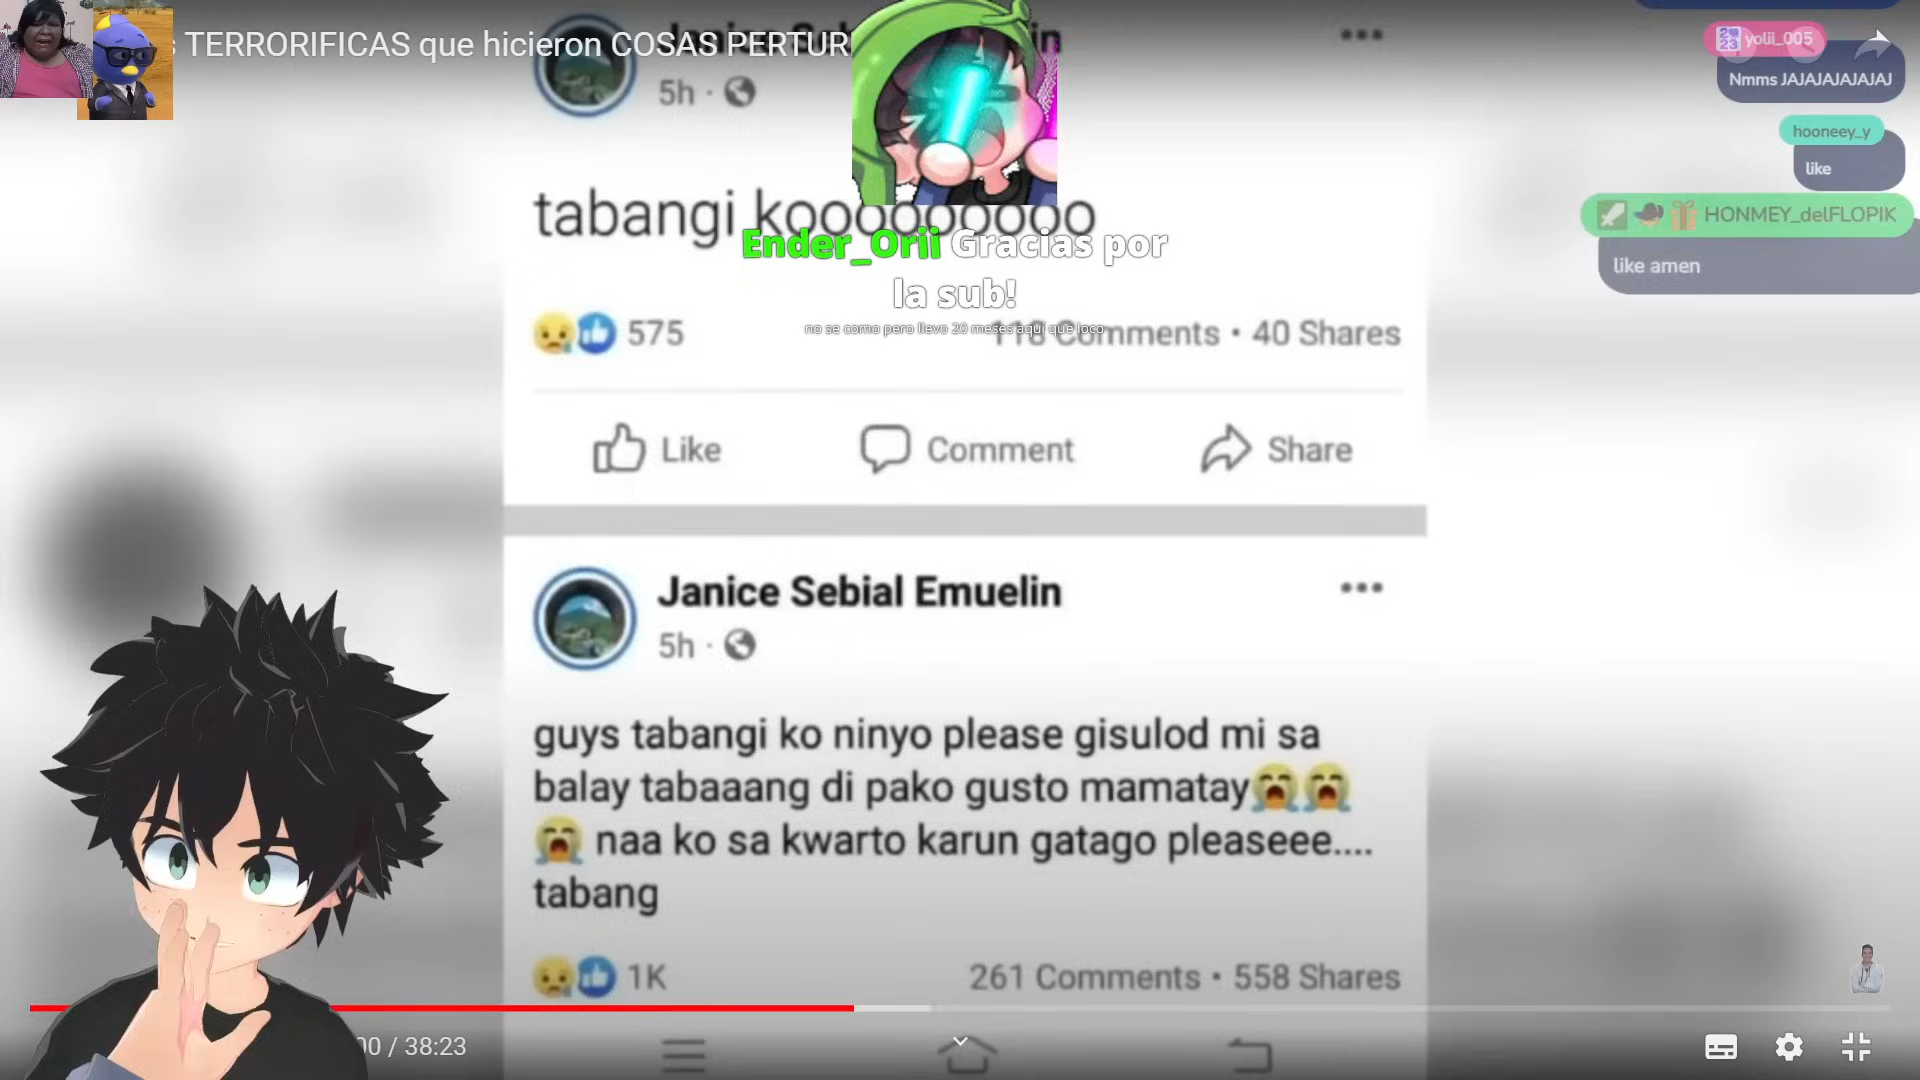 TERRORIFICAS que hicieron COSAS PERTUR
5h
tabangi kooooooooo
Ender_Orii Gracias por
la sub!
no se como pero llevo 20 meses aqui que loco
575
118 Comments • 40 Shares
Like
Comment
Share
Janice Sebial Emuelin
5h
guys tabangi ko ninyo please gisulod mi sa
balay tabaaang di pako gusto mamatay😭😭
😭 naa ko sa kwarto karun gatago pleaseee....
tabang
1K
261 Comments • 558 Shares
/ 38:23
yolii_005
Nmms JAJAJAJAJAJAJ
hooneey_y
like
HONMEY_delFLOPIK
like amen